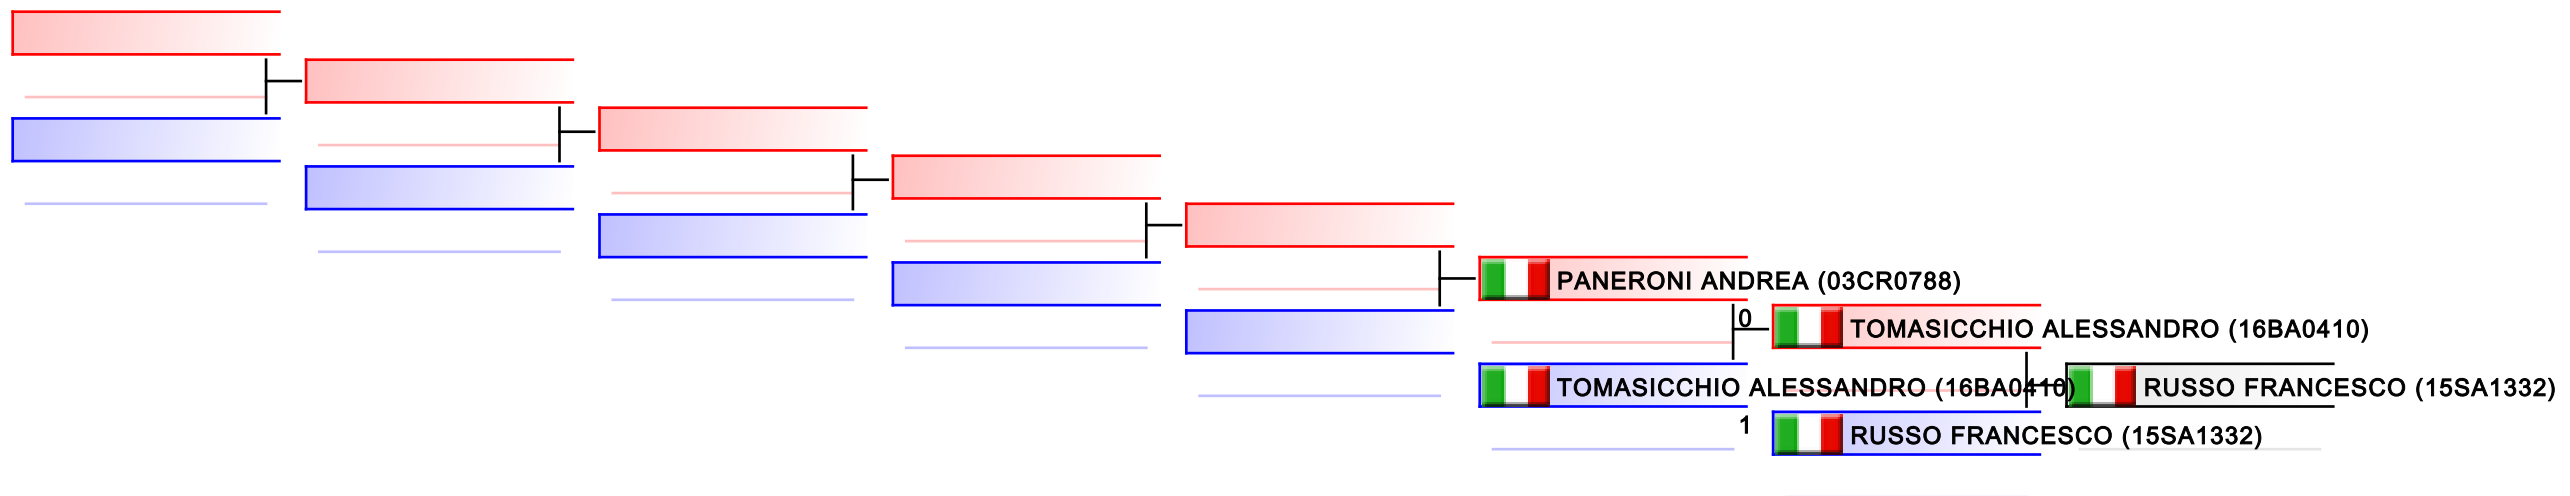 PANERONI ANDREA (03CR0788)
0
TOMASICCHIO ALESSANDRO (16BA0410)
TOMASICCHIO ALESSANDRO (16BA0410)
RUSSO FRANCESCO (15SA1332)
1
RUSSO FRANCESCO (15SA1332)